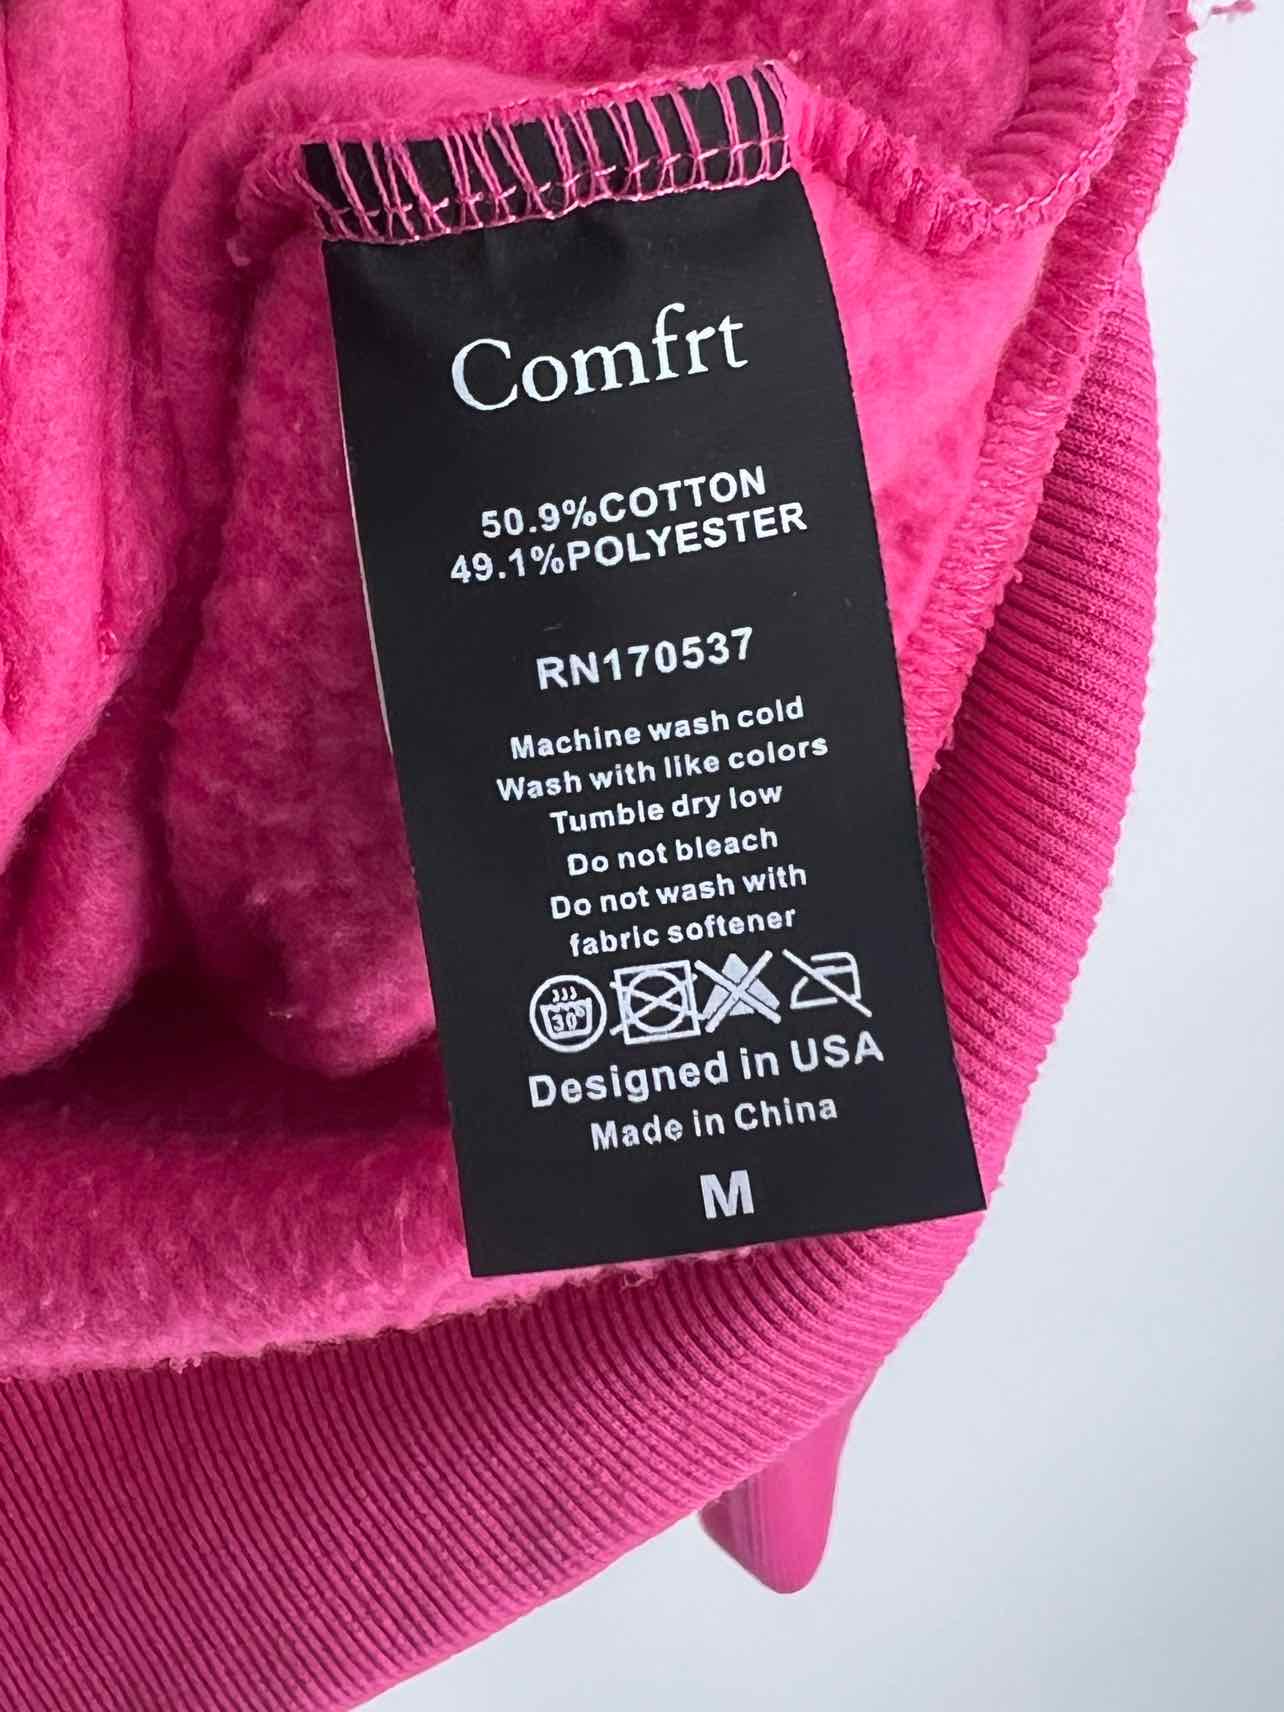 Comfrt
50.9%COTTON
49.1%POLYESTER
RN170537
Machine wash cold
Wash with like colors
Tumble dry low
Do not bleach
Do not wash with
fabric softener
30°
Designed in USA
Made in China
M